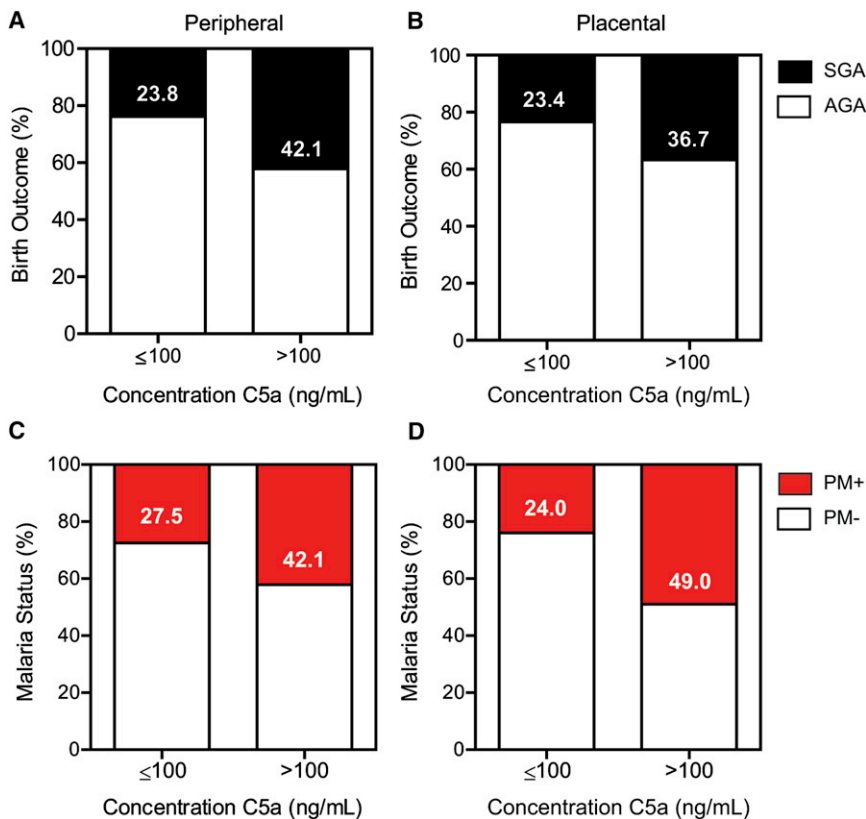 A
Peripheral
Birth Outcome (%)
100
80
60
40
20
0
23.8
42.1
≤100
>100
Concentration C5a (ng/mL)
B
Placental
Birth Outcome (%)
100
80
60
40
20
0
23.4
36.7
≤100
>100
Concentration C5a (ng/mL)
SGA
AGA
C
Malaria Status (%)
100
80
60
40
20
0
27.5
42.1
≤100
>100
Concentration C5a (ng/mL)
D
Malaria Status (%)
100
80
60
40
20
0
24.0
49.0
≤100
>100
Concentration C5a (ng/mL)
PM+
PM-